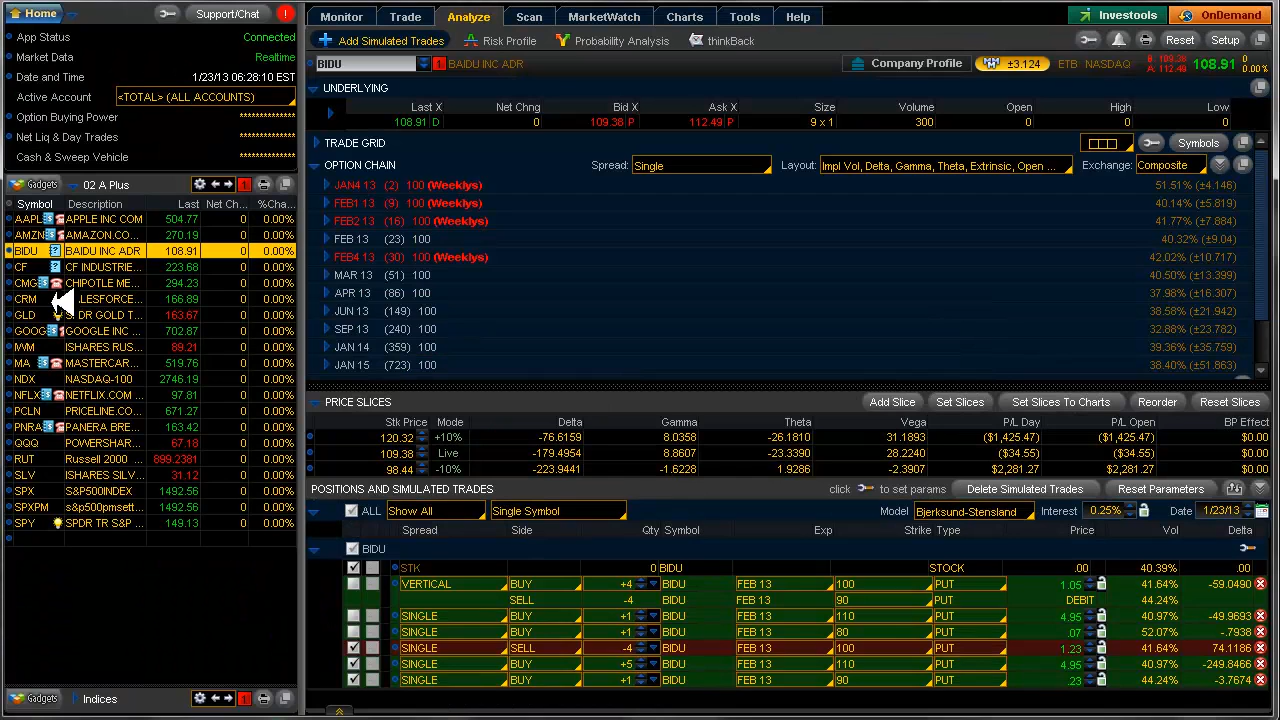 Home Support/Chat !
App Status Connected
Market Data Realtime
Date and Time 1/23/13 06:28:10 EST
Active Account <TOTAL> (ALL ACCOUNTS)
Option Buying Power **************
Net Liq & Day Trades **************
Cash & Sweep Vehicle **************
Gadgets 02 A Plus 1
Symbol Description Last Net Ch... %Cha...
AAPL APPLE INC COM 504.77 0 0.00%
AMZN AMAZON.CO... 270.19 0 0.00%
BIDU BAIDU INC ADR 108.91 0 0.00%
CF CF INDUSTRIE... 223.68 0 0.00%
CMG CHIPOTLE ME... 294.23 0 0.00%
CRM LESFORCE... 166.89 0 0.00%
GLD S.DR GOLD T... 163.67 0 0.00%
GOOG GOOGLE INC ... 702.87 0 0.00%
IWM ISHARES RUS... 89.21 0 0.00%
MA MASTERCAR... 519.76 0 0.00%
NDX NASDAQ-100 2746.19 0 0.00%
NFLX NETFLIX.COM ... 97.81 0 0.00%
PCLN PRICELINE.CO... 671.27 0 0.00%
PNRA PANERA BRE... 163.42 0 0.00%
QQQ POWERSHAR... 67.18 0 0.00%
RUT Russell 2000 899.2381 0 0.00%
SLV ISHARES SILV... 31.12 0 0.00%
SPX S&P500INDEX 1492.56 0 0.00%
SPXPM s&p500pmsett... 1492.56 0 0.00%
SPY SPDR TR S&P ... 149.13 0 0.00%
Gadgets Indices 1
Monitor Trade Analyze Scan MarketWatch Charts Tools Help Investools OnDemand
Add Simulated Trades Risk Profile Probability Analysis thinkBack Reset Setup
BIDU 1 BAIDU INC ADR Company Profile ±3.124 ETB NASDAQ B: 109.38 A: 112.49 108.91 0 0.00%
UNDERLYING
Last X Net Chng Bid X Ask X Size Volume Open High Low
108.91 D 0 109.38 P 112.49 P 9 x 1 300 0 0 0
TRADE GRID Symbols
OPTION CHAIN Spread: Single Layout: Impl Vol, Delta, Gamma, Theta, Extrinsic, Open ... Exchange: Composite
JAN4 13 (2) 100 (Weeklys) 51.51% (±4.146)
FEB1 13 (9) 100 (Weeklys) 40.14% (±5.819)
FEB2 13 (16) 100 (Weeklys) 41.77% (±7.884)
FEB 13 (23) 100 40.32% (±9.04)
FEB4 13 (30) 100 (Weeklys) 42.02% (±10.717)
MAR 13 (51) 100 40.50% (±13.399)
APR 13 (86) 100 37.98% (±16.307)
JUN 13 (149) 100 38.58% (±21.942)
SEP 13 (240) 100 32.88% (±23.782)
JAN 14 (359) 100 39.36% (±35.759)
JAN 15 (723) 100 38.40% (±51.863)
PRICE SLICES Add Slice Set Slices Set Slices To Charts Reorder Reset Slices
Stk Price Mode Delta Gamma Theta Vega P/L Day P/L Open BP Effect
120.32 +10% -76.6159 8.0358 -26.1810 31.1893 ($1,425.47) ($1,425.47) $0.00
109.38 Live -179.4954 8.8607 -23.3390 28.2240 ($34.55) ($34.55) $0.00
98.44 -10% -223.9441 -1.6228 1.9286 -2.3907 $2,281.27 $2,281.27 $0.00
POSITIONS AND SIMULATED TRADES click to set params Delete Simulated Trades Reset Parameters
ALL Show All Single Symbol Model Bjerksund-Stensland Interest 0.25% Date 1/23/13
Spread Side Qty Symbol Exp Strike Type Price Vol Delta
BIDU
STK 0 BIDU STOCK .00 40.39% .00
VERTICAL BUY +4 BIDU FEB 13 100 PUT 1.05 41.64% -59.0490
SELL -4 BIDU FEB 13 90 PUT DEBIT 44.24%
SINGLE BUY +1 BIDU FEB 13 110 PUT 4.95 40.97% -49.9693
SINGLE BUY +1 BIDU FEB 13 80 PUT .07 52.07% -.7938
SINGLE SELL -4 BIDU FEB 13 100 PUT 1.23 41.64% 74.1186
SINGLE BUY +5 BIDU FEB 13 110 PUT 4.95 40.97% -249.8466
SINGLE BUY +1 BIDU FEB 13 90 PUT .23 44.24% -3.7674